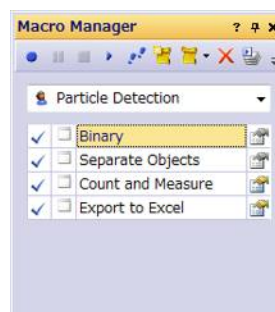 Macro Manager
Particle Detection
Binary
Separate Objects
Count and Measure
Export to Excel